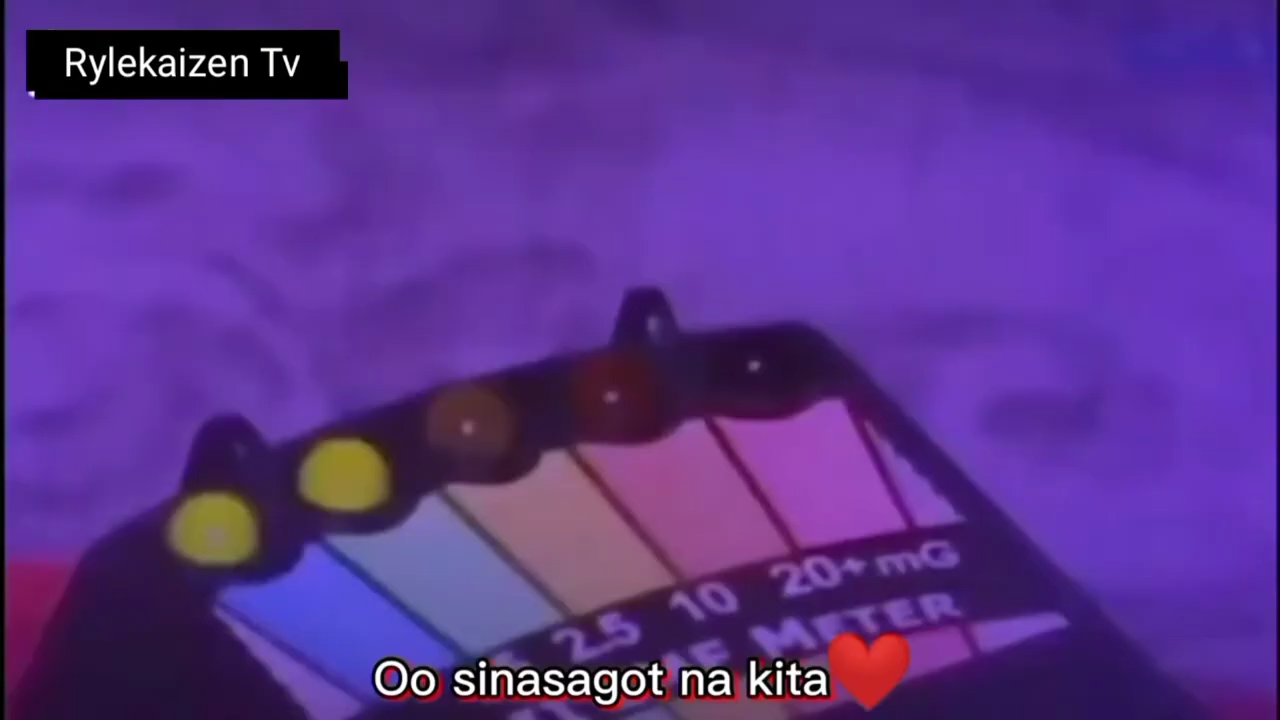 Rylekaizen Tv
2.5 10 20+ mG
METER
Oo sinasagot na kita❤️